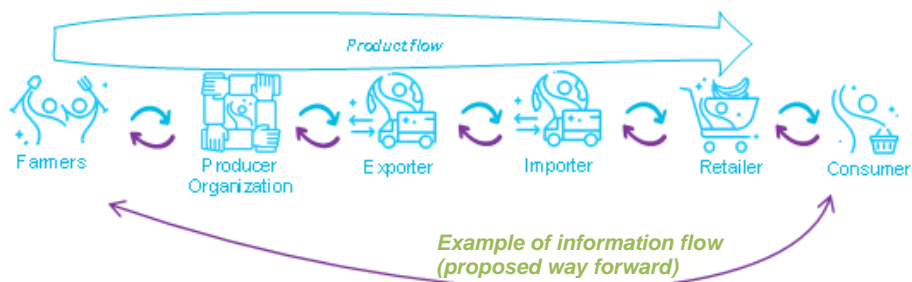 Product flow
Farmers
Producer
Organization
Exporter
Importer
Retailer
Consumer
Example of information flow
(proposed way forward)